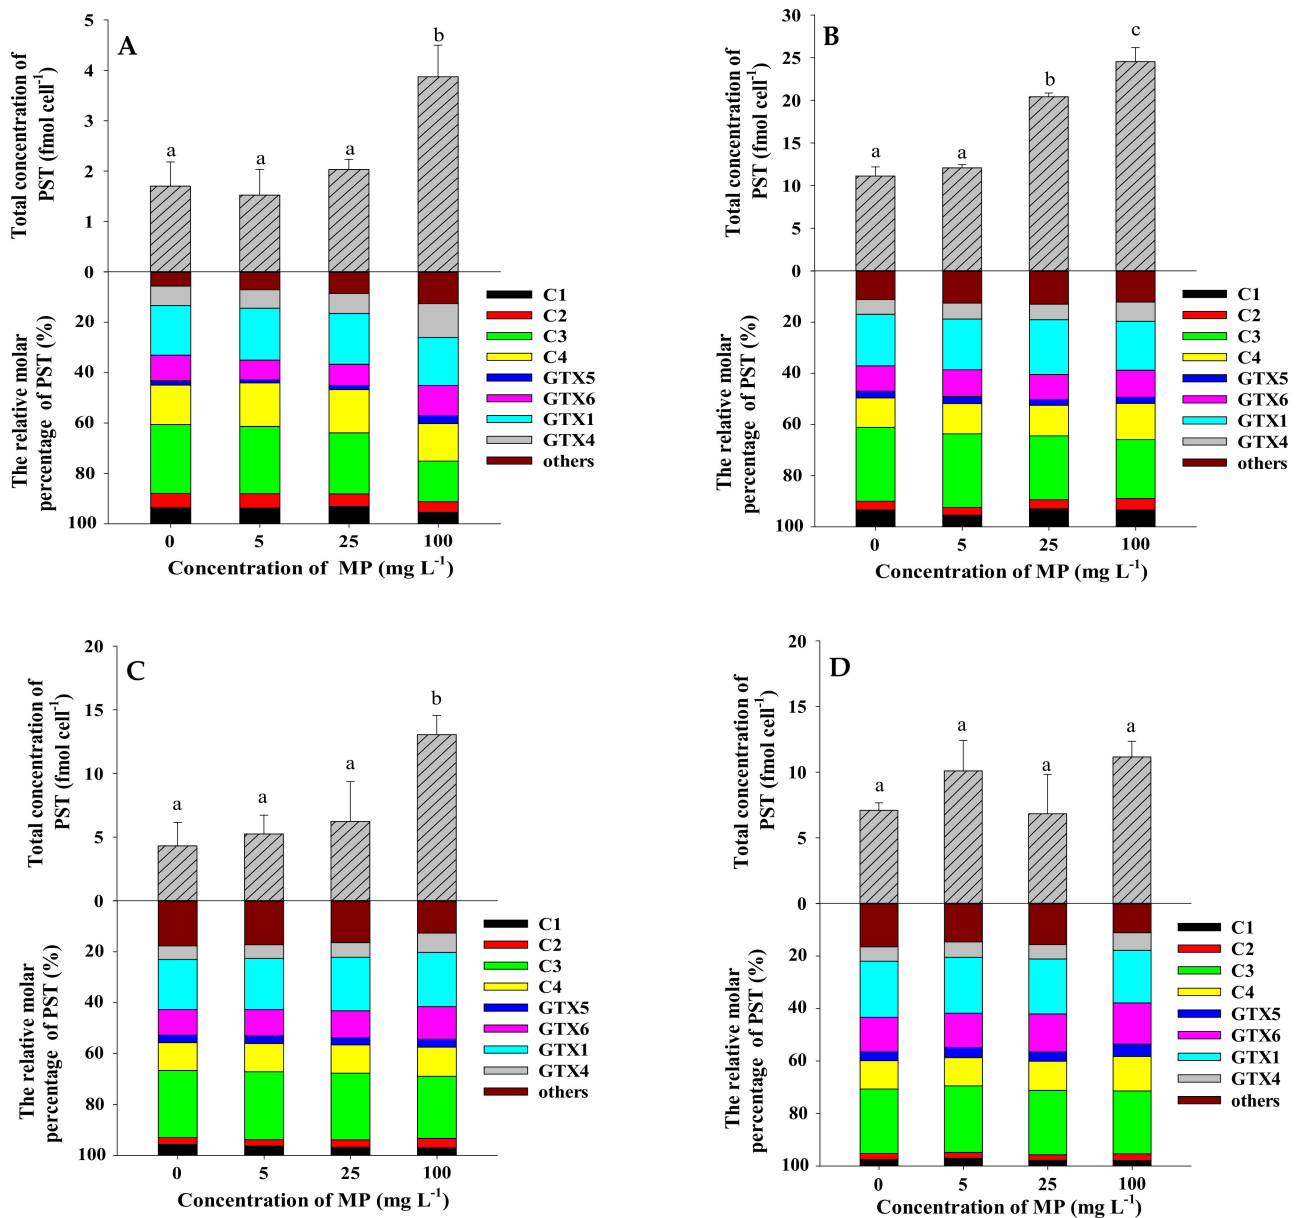 A
Total concentration of
PST (fmol cell⁻¹)
5
4
3
2
1
0
a
a
a
b
The relative molar
percentage of PST (%)
20
40
60
80
100
0 5 25 100
Concentration of MP (mg L⁻¹)
C1
C2
C3
C4
GTX5
GTX6
GTX1
GTX4
others
B
Total concentration of
PST (fmol cell⁻¹)
30
25
20
15
10
5
0
a
a
b
c
The relative molar
percentage of PST (%)
20
40
60
80
100
0 5 25 100
Concentration of MP (mg L⁻¹)
C1
C2
C3
C4
GTX5
GTX6
GTX1
GTX4
others
C
Total concentration of
PST (fmol cell⁻¹)
20
15
10
5
0
a
a
a
b
The relative molar
percentage of PST (%)
20
40
60
80
100
0 5 25 100
Concentration of MP (mg L⁻¹)
C1
C2
C3
C4
GTX5
GTX6
GTX1
GTX4
others
D
Total concentration of
PST (fmol cell⁻¹)
20
15
10
5
0
a
a
a
a
The relative molar
percentage of PST (%)
20
40
60
80
100
0 5 25 100
Concentration of MP (mg L⁻¹)
C1
C2
C3
C4
GTX5
GTX6
GTX1
GTX4
others